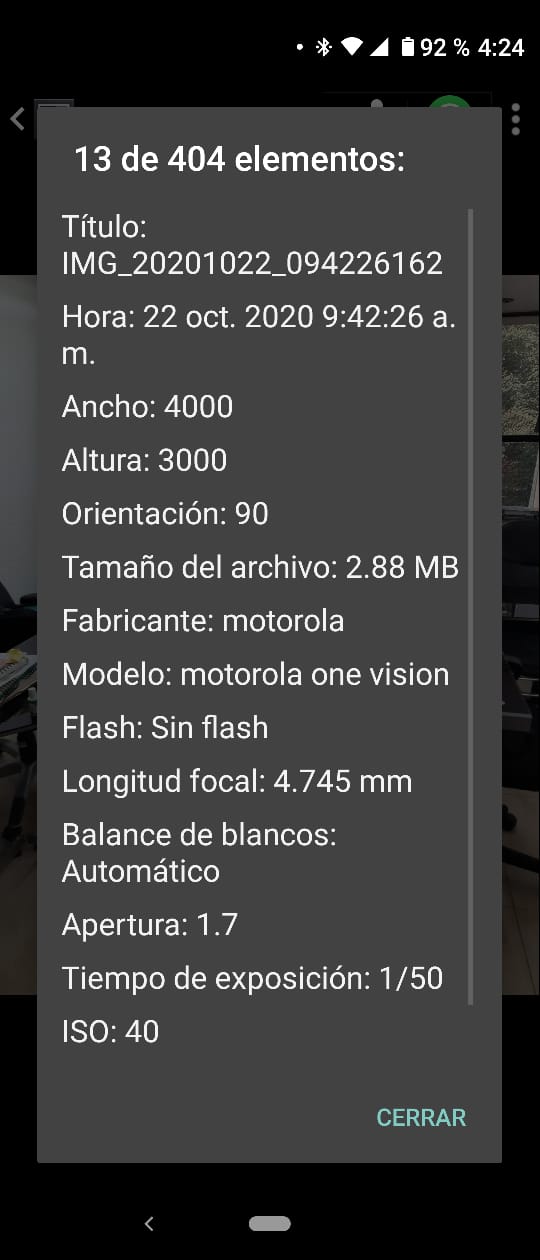 92 % 4:24
13 de 404 elementos:
Título:
IMG_20201022_094226162
Hora: 22 oct. 2020 9:42:26 a.
m.
Ancho: 4000
Altura: 3000
Orientación: 90
Tamaño del archivo: 2.88 MB
Fabricante: motorola
Modelo: motorola one vision
Flash: Sin flash
Longitud focal: 4.745 mm
Balance de blancos:
Automático
Apertura: 1.7
Tiempo de exposición: 1/50
ISO: 40
CERRAR